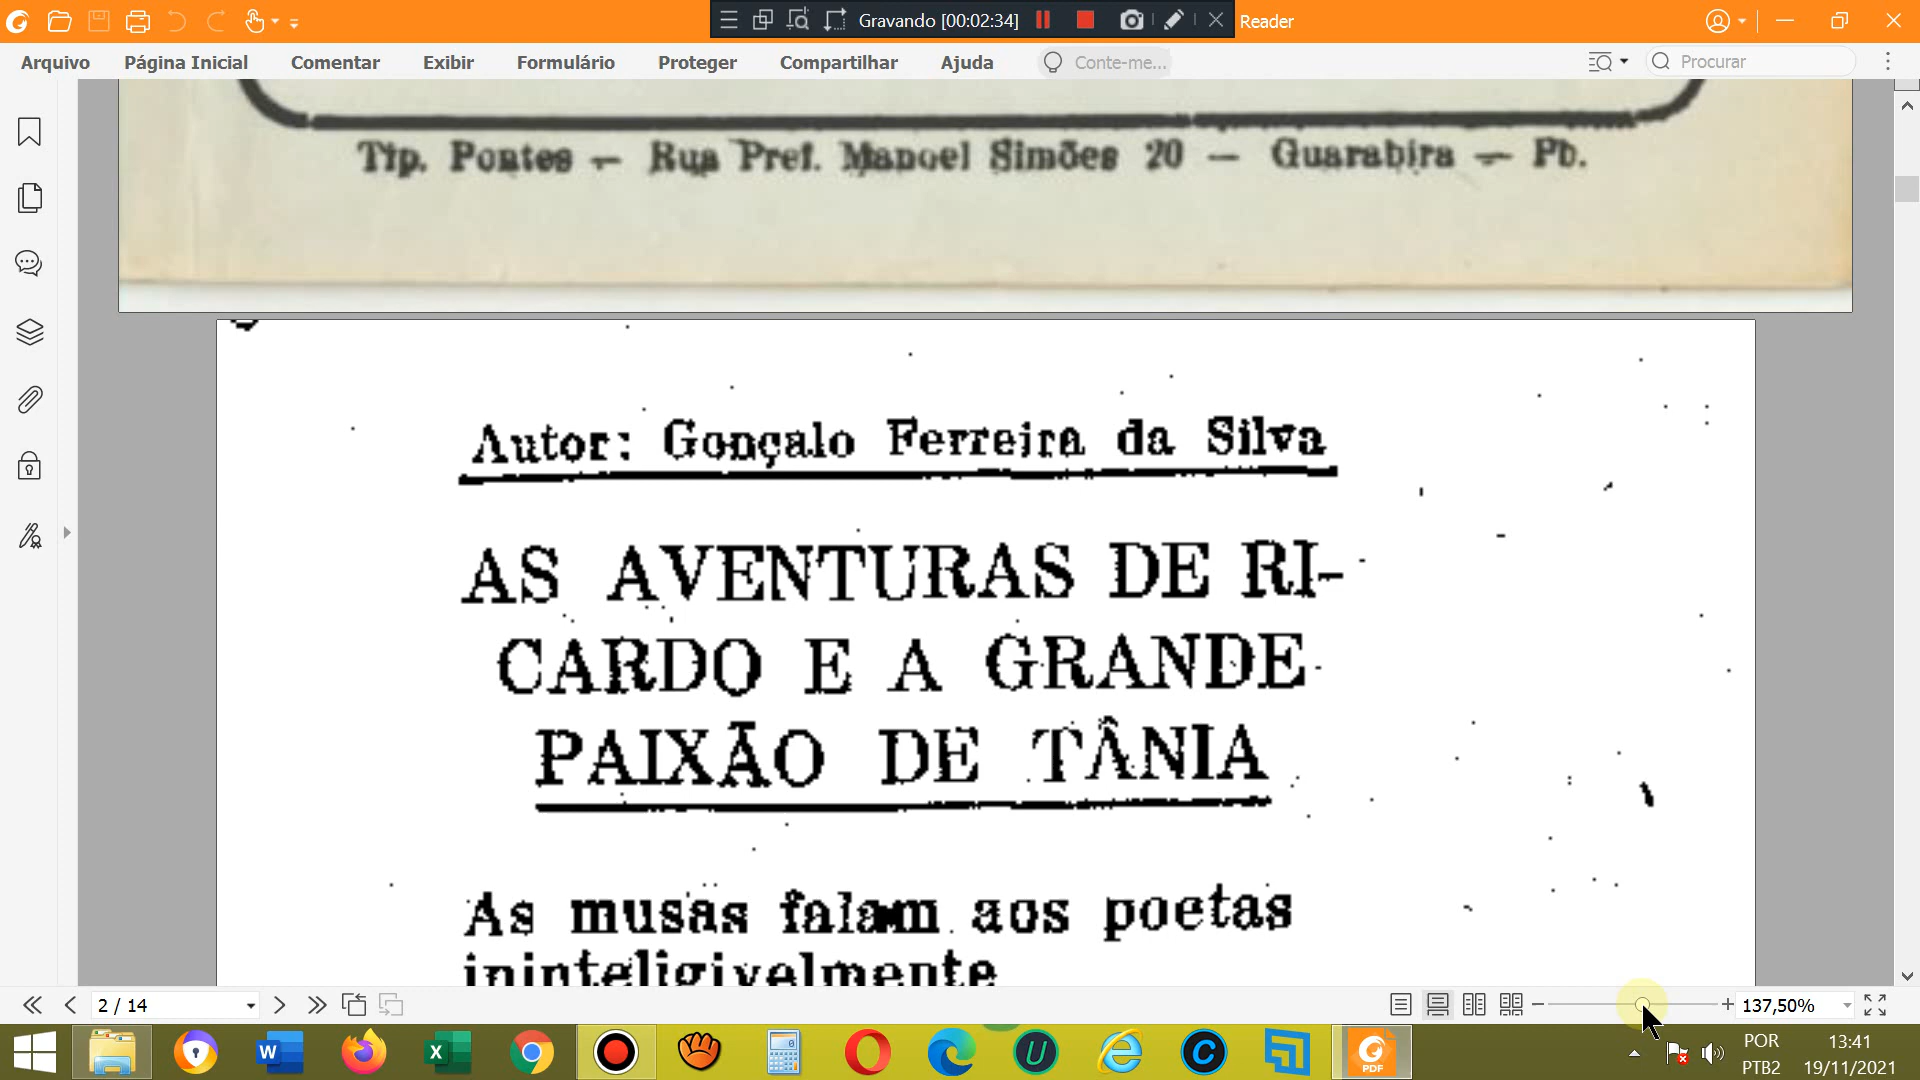 Gravando [00:02:34]
Reader
Arquivo Página Inicial Comentar Exibir Formulário Proteger Compartilhar Ajuda Conte-me... Procurar
Tip. Pontes — Rua Pref. Manoel Simões 20 — Guarabira — Pb.
Autor: Gonçalo Ferreira da Silva
AS AVENTURAS DE RI-
CARDO E A GRANDE
PAIXÃO DE TÂNIA
As musas falam aos poetas
ininteligivelmente
2 / 14
137,50%
POR
PTB2
13:41
19/11/2021
PDF